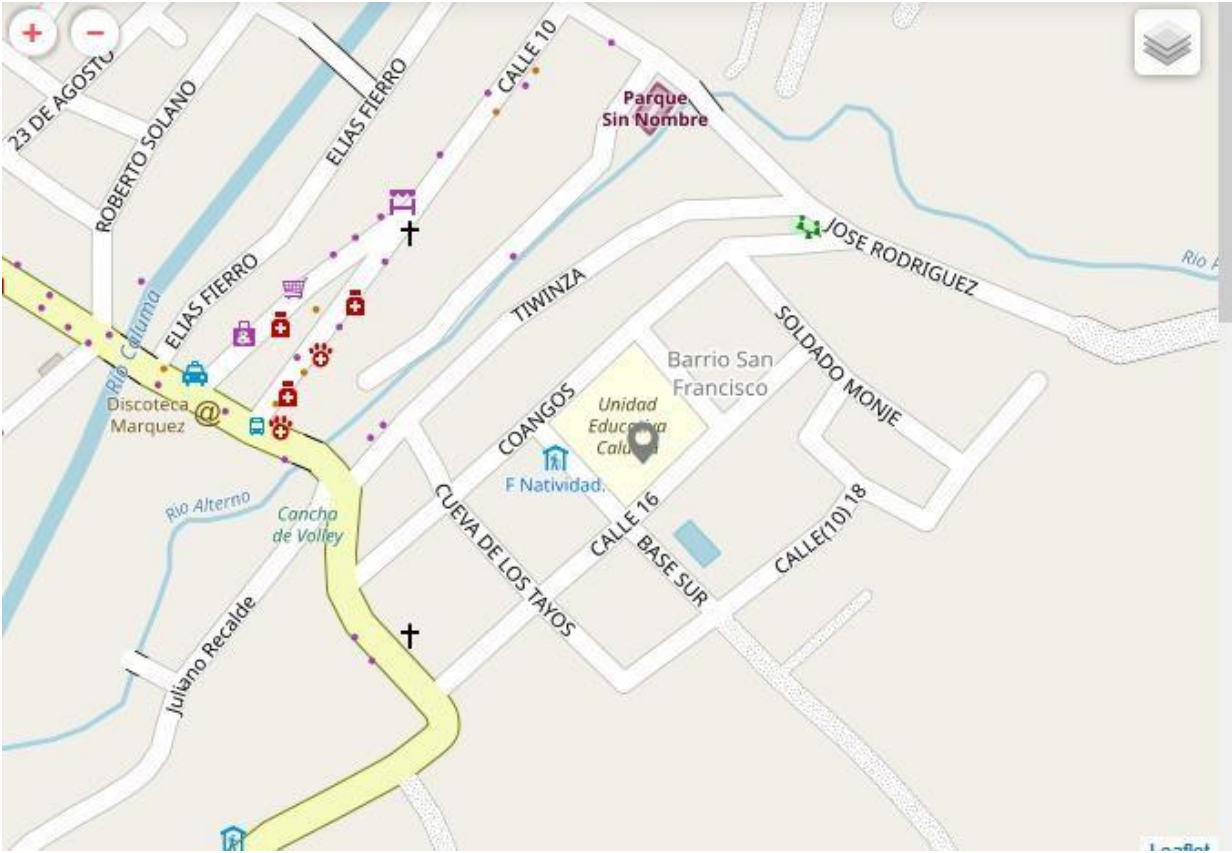 +
−
CALLE 10
23 DE AGOSTO
ROBERTO SOLANO
ELIAS FIERRO
Parque
Sin Nombre
JOSE RODRIGUEZ
Rio
ELIAS FIERRO
Rio Caluma
TIWINZA
SOLDADO MONJE
Barrio San
Francisco
Discoteca
Marquez
@
COANGOS
Unidad
Educativa
F Natividad.
Rio Alterno
Cancha
de Volley
CUEVA DE LOS TAYOS
CALLE 16
BASE SUR
CALLE(10) 18
Juliano Recalde
Leaflet